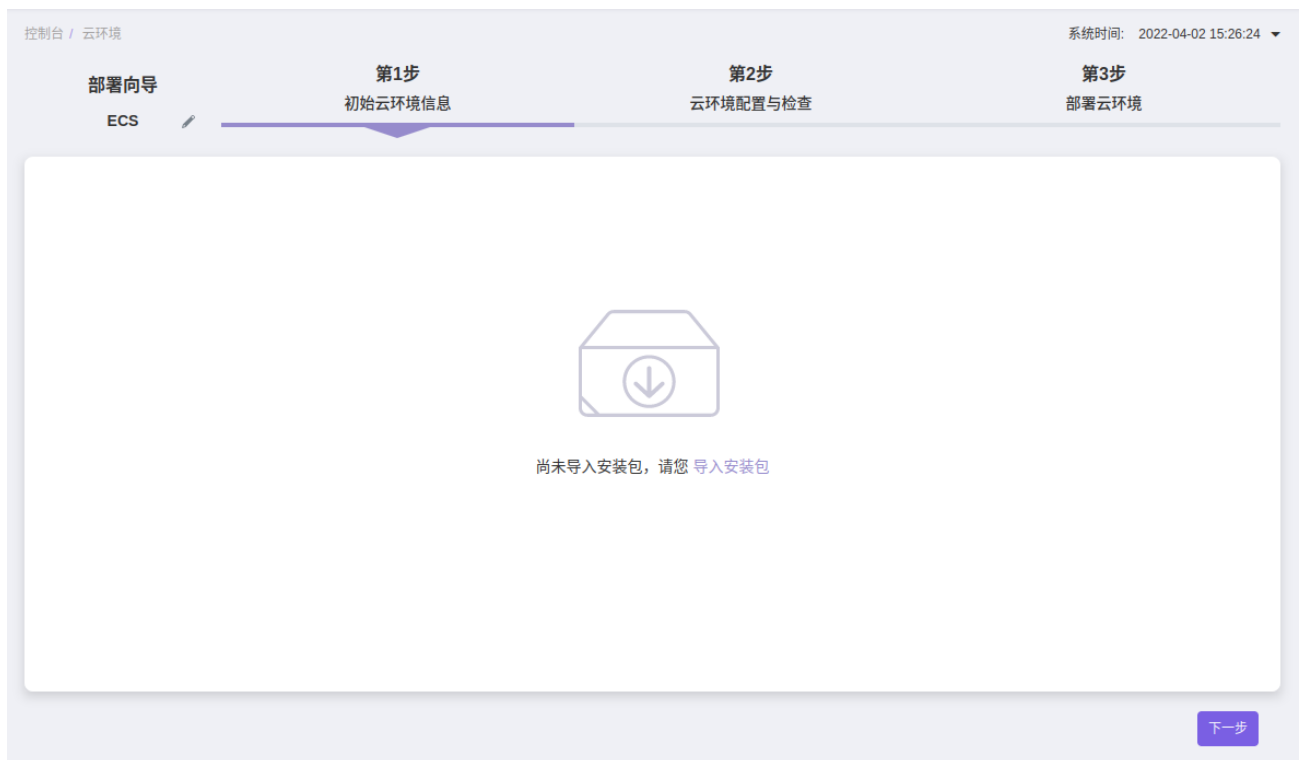 控制台 / 云环境
系统时间: 2022-04-02 15:26:24
部署向导
ECS
第1步
初始云环境信息
第2步
云环境配置与检查
第3步
部署云环境
尚未导入安装包，请您 导入安装包
下一步